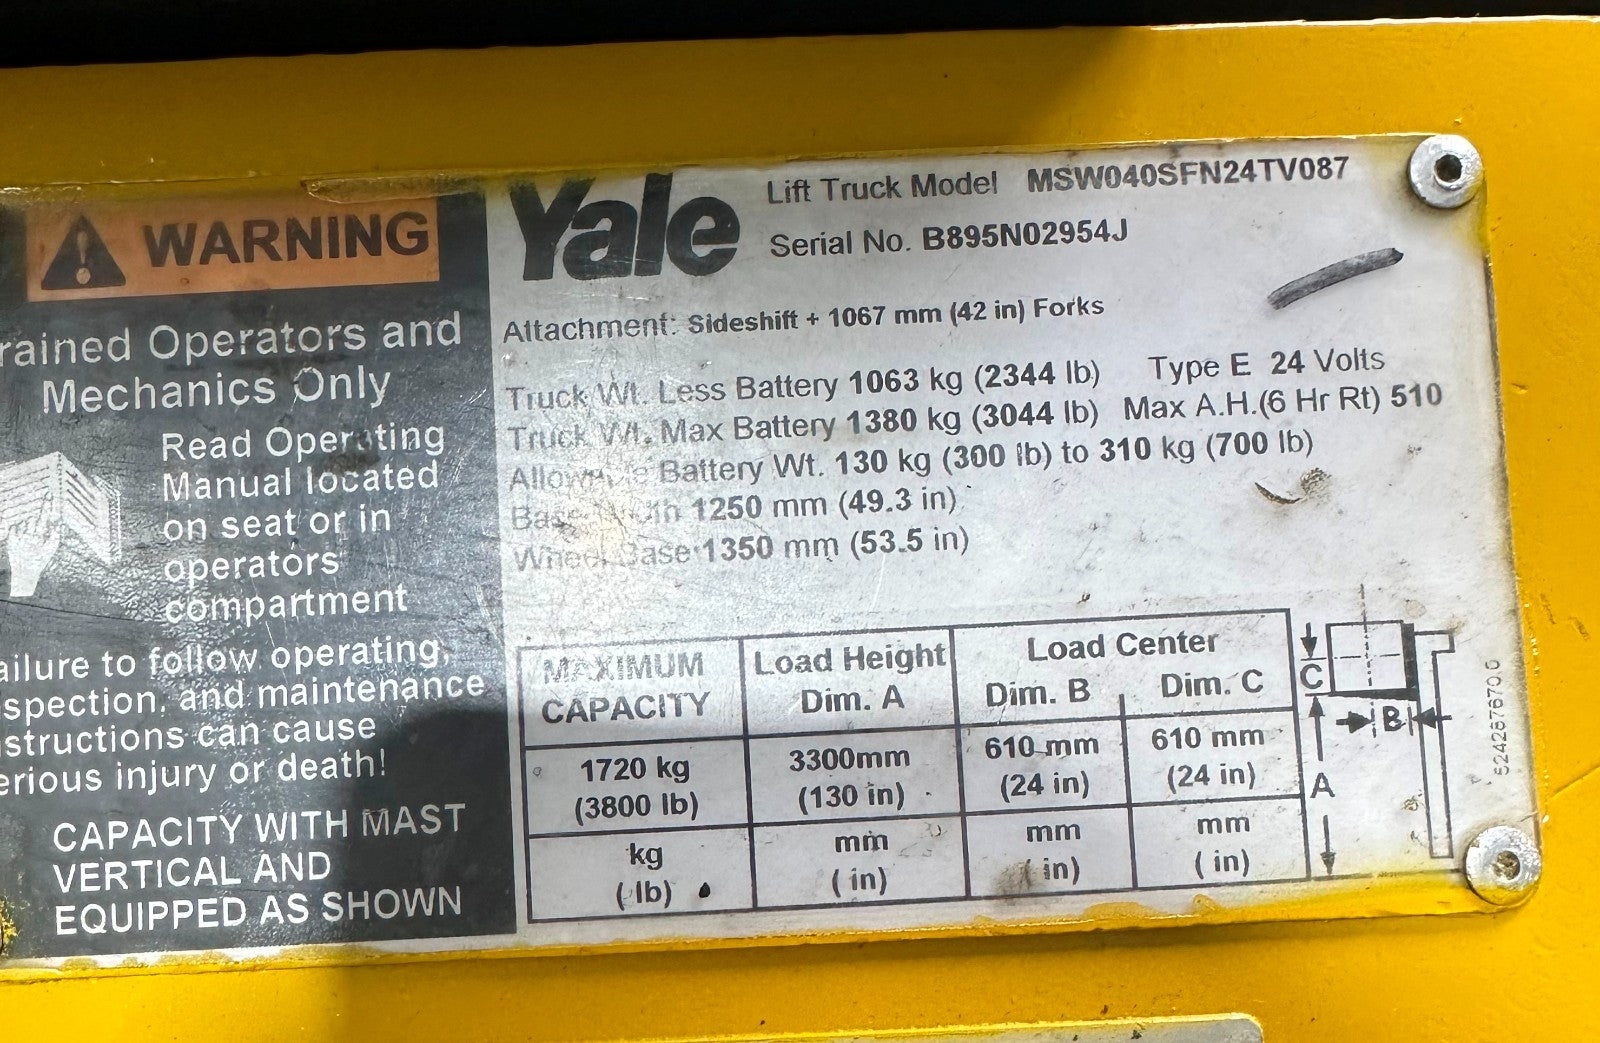 WARNING
rained Operators and
Mechanics Only
Read Operating
Manual located
on seat or in
operators
compartment
ailure to follow operating,
spection, and maintenance
structions can cause
erious injury or death!
CAPACITY WITH MAST
VERTICAL AND
EQUIPPED AS SHOWN
Yale
Lift Truck Model MSW040SFN24TV087
Serial No. B895N02954J
Attachment: Sideshift + 1067 mm (42 in) Forks
Truck Wt. Less Battery 1063 kg (2344 lb) Type E 24 Volts
Truck Wt. Max Battery 1380 kg (3044 lb) Max A.H.(6 Hr Rt) 510
Allowable Battery Wt. 130 kg (300 lb) to 310 kg (700 lb)
Base Width 1250 mm (49.3 in)
Wheel Base 1350 mm (53.5 in)
MAXIMUM CAPACITY Load Height Dim. A Load Center
Dim. B Dim. C
1720 kg 3300mm 610 mm 610 mm
(3800 lb) (130 in) (24 in) (24 in)
kg mm mm mm
( lb) ( in) ( in) ( in)
C
B
A